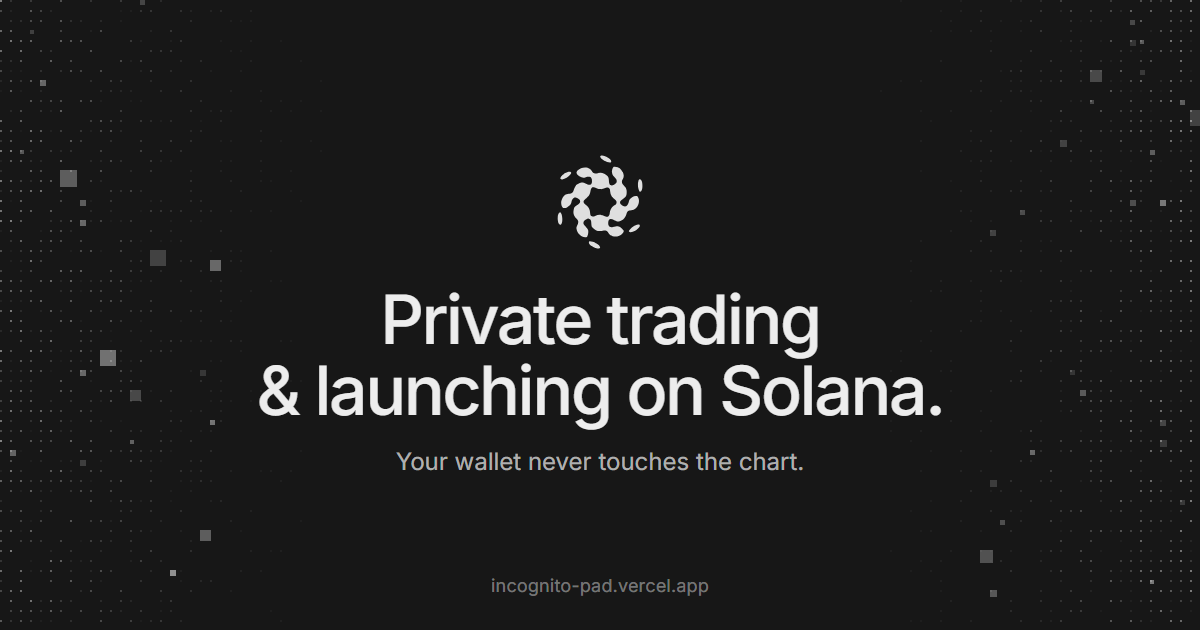 Private trading
& launching on Solana.
Your wallet never touches the chart.
incognito-pad.vercel.app